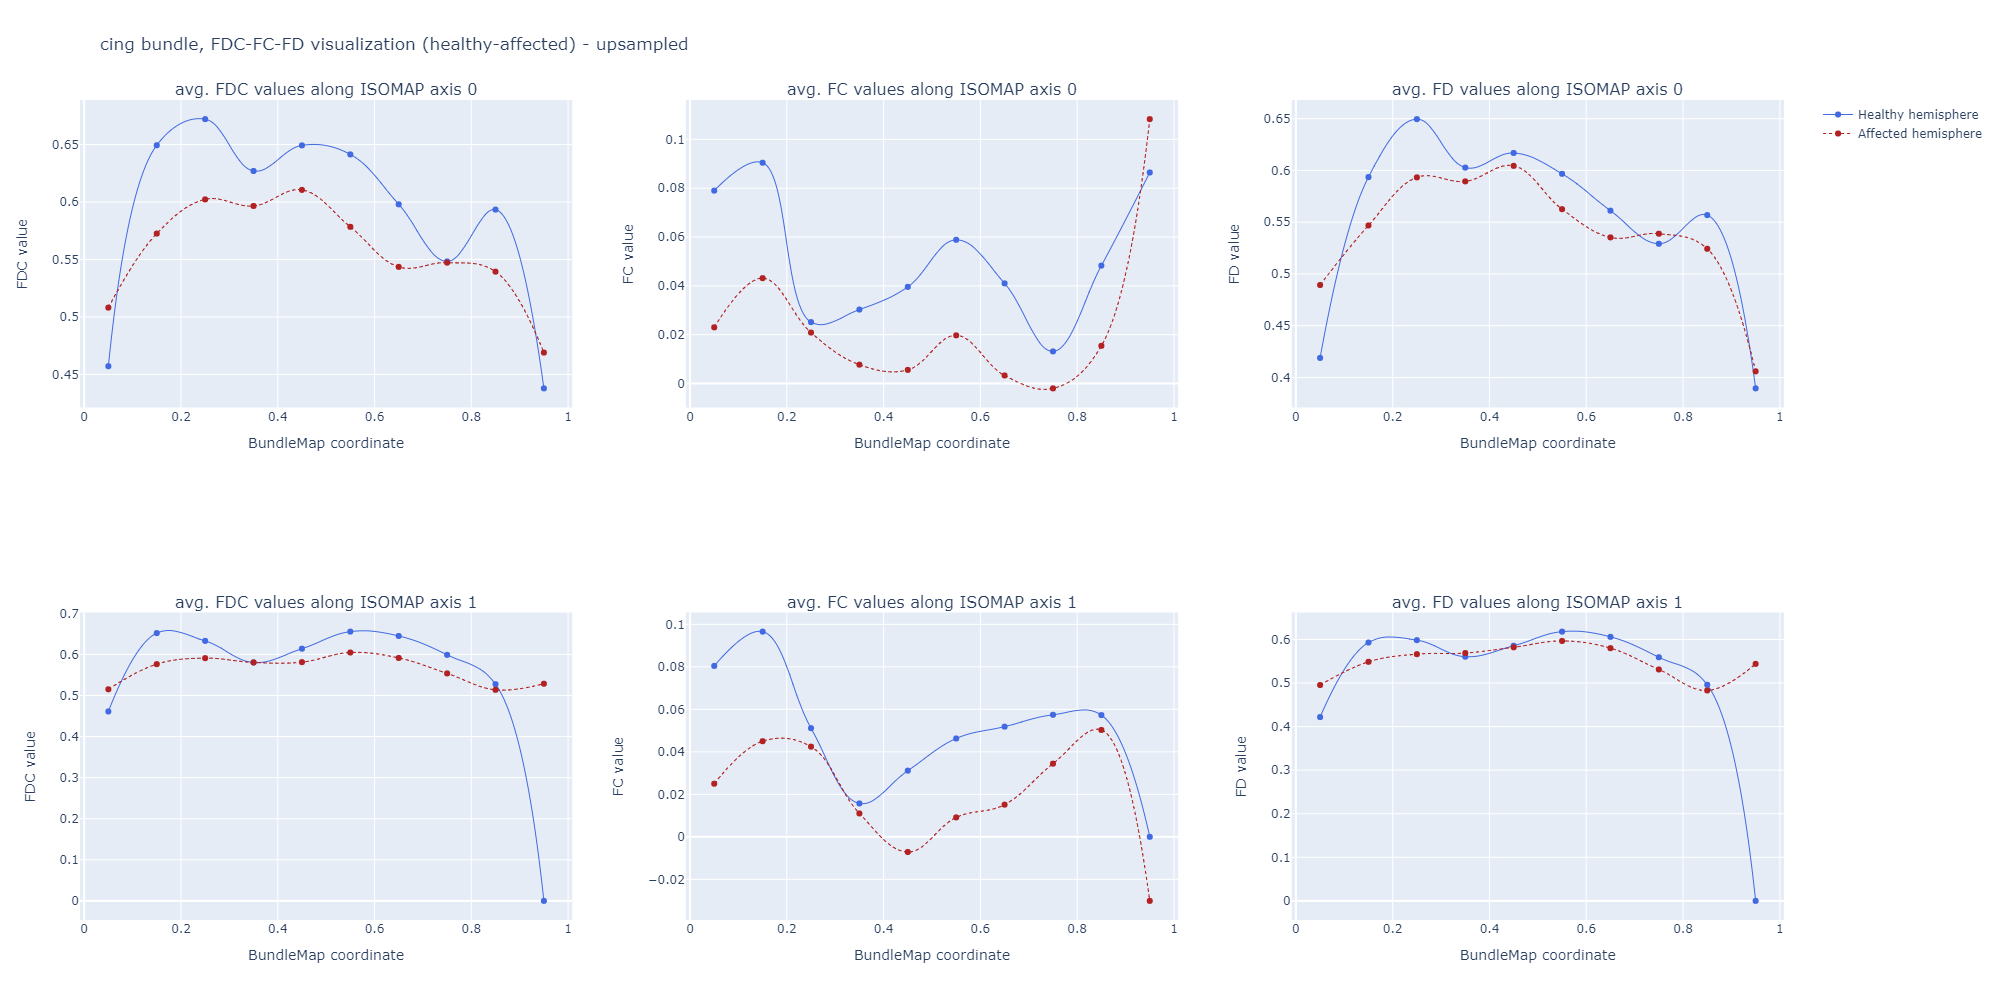 cing bundle, FDC-FC-FD visualization (healthy-affected) - upsampled
avg. FDC values along ISOMAP axis 0
0.65
0.6
0.55
0.5
0.45
FDC value
0 0.2 0.4 0.6 0.8 1
BundleMap coordinate
avg. FC values along ISOMAP axis 0
0.1
0.08
0.06
0.04
0.02
0
FC value
0 0.2 0.4 0.6 0.8 1
BundleMap coordinate
avg. FD values along ISOMAP axis 0
0.65
0.6
0.55
0.5
0.45
0.4
FD value
0 0.2 0.4 0.6 0.8 1
BundleMap coordinate
Healthy hemisphere
Affected hemisphere
avg. FDC values along ISOMAP axis 1
0.7
0.6
0.5
0.4
0.3
0.2
0.1
0
FDC value
0 0.2 0.4 0.6 0.8 1
BundleMap coordinate
avg. FC values along ISOMAP axis 1
0.1
0.08
0.06
0.04
0.02
0
−0.02
FC value
0 0.2 0.4 0.6 0.8 1
BundleMap coordinate
avg. FD values along ISOMAP axis 1
0.6
0.5
0.4
0.3
0.2
0.1
0
FD value
0 0.2 0.4 0.6 0.8 1
BundleMap coordinate